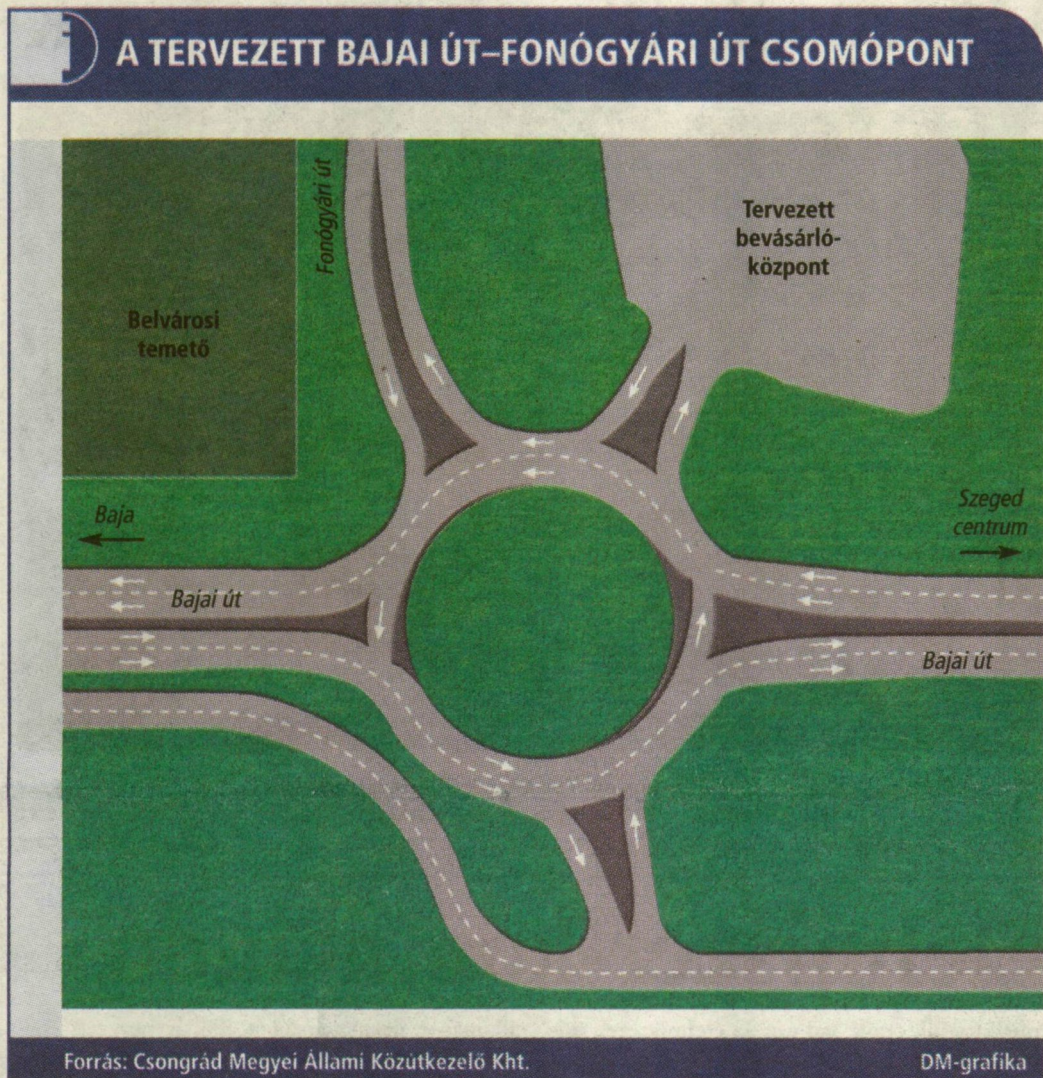 i
A TERVEZETT BAJAI ÚT–FONÓGYÁRI ÚT CSOMÓPONT
Fonógyári út
Tervezett
bevásárló-
központ
Belvárosi
temető
Baja
Szeged
centrum
Bajai út
Bajai út
Forrás: Csongrád Megyei Állami Közútkezelő Kht.
DM-grafika